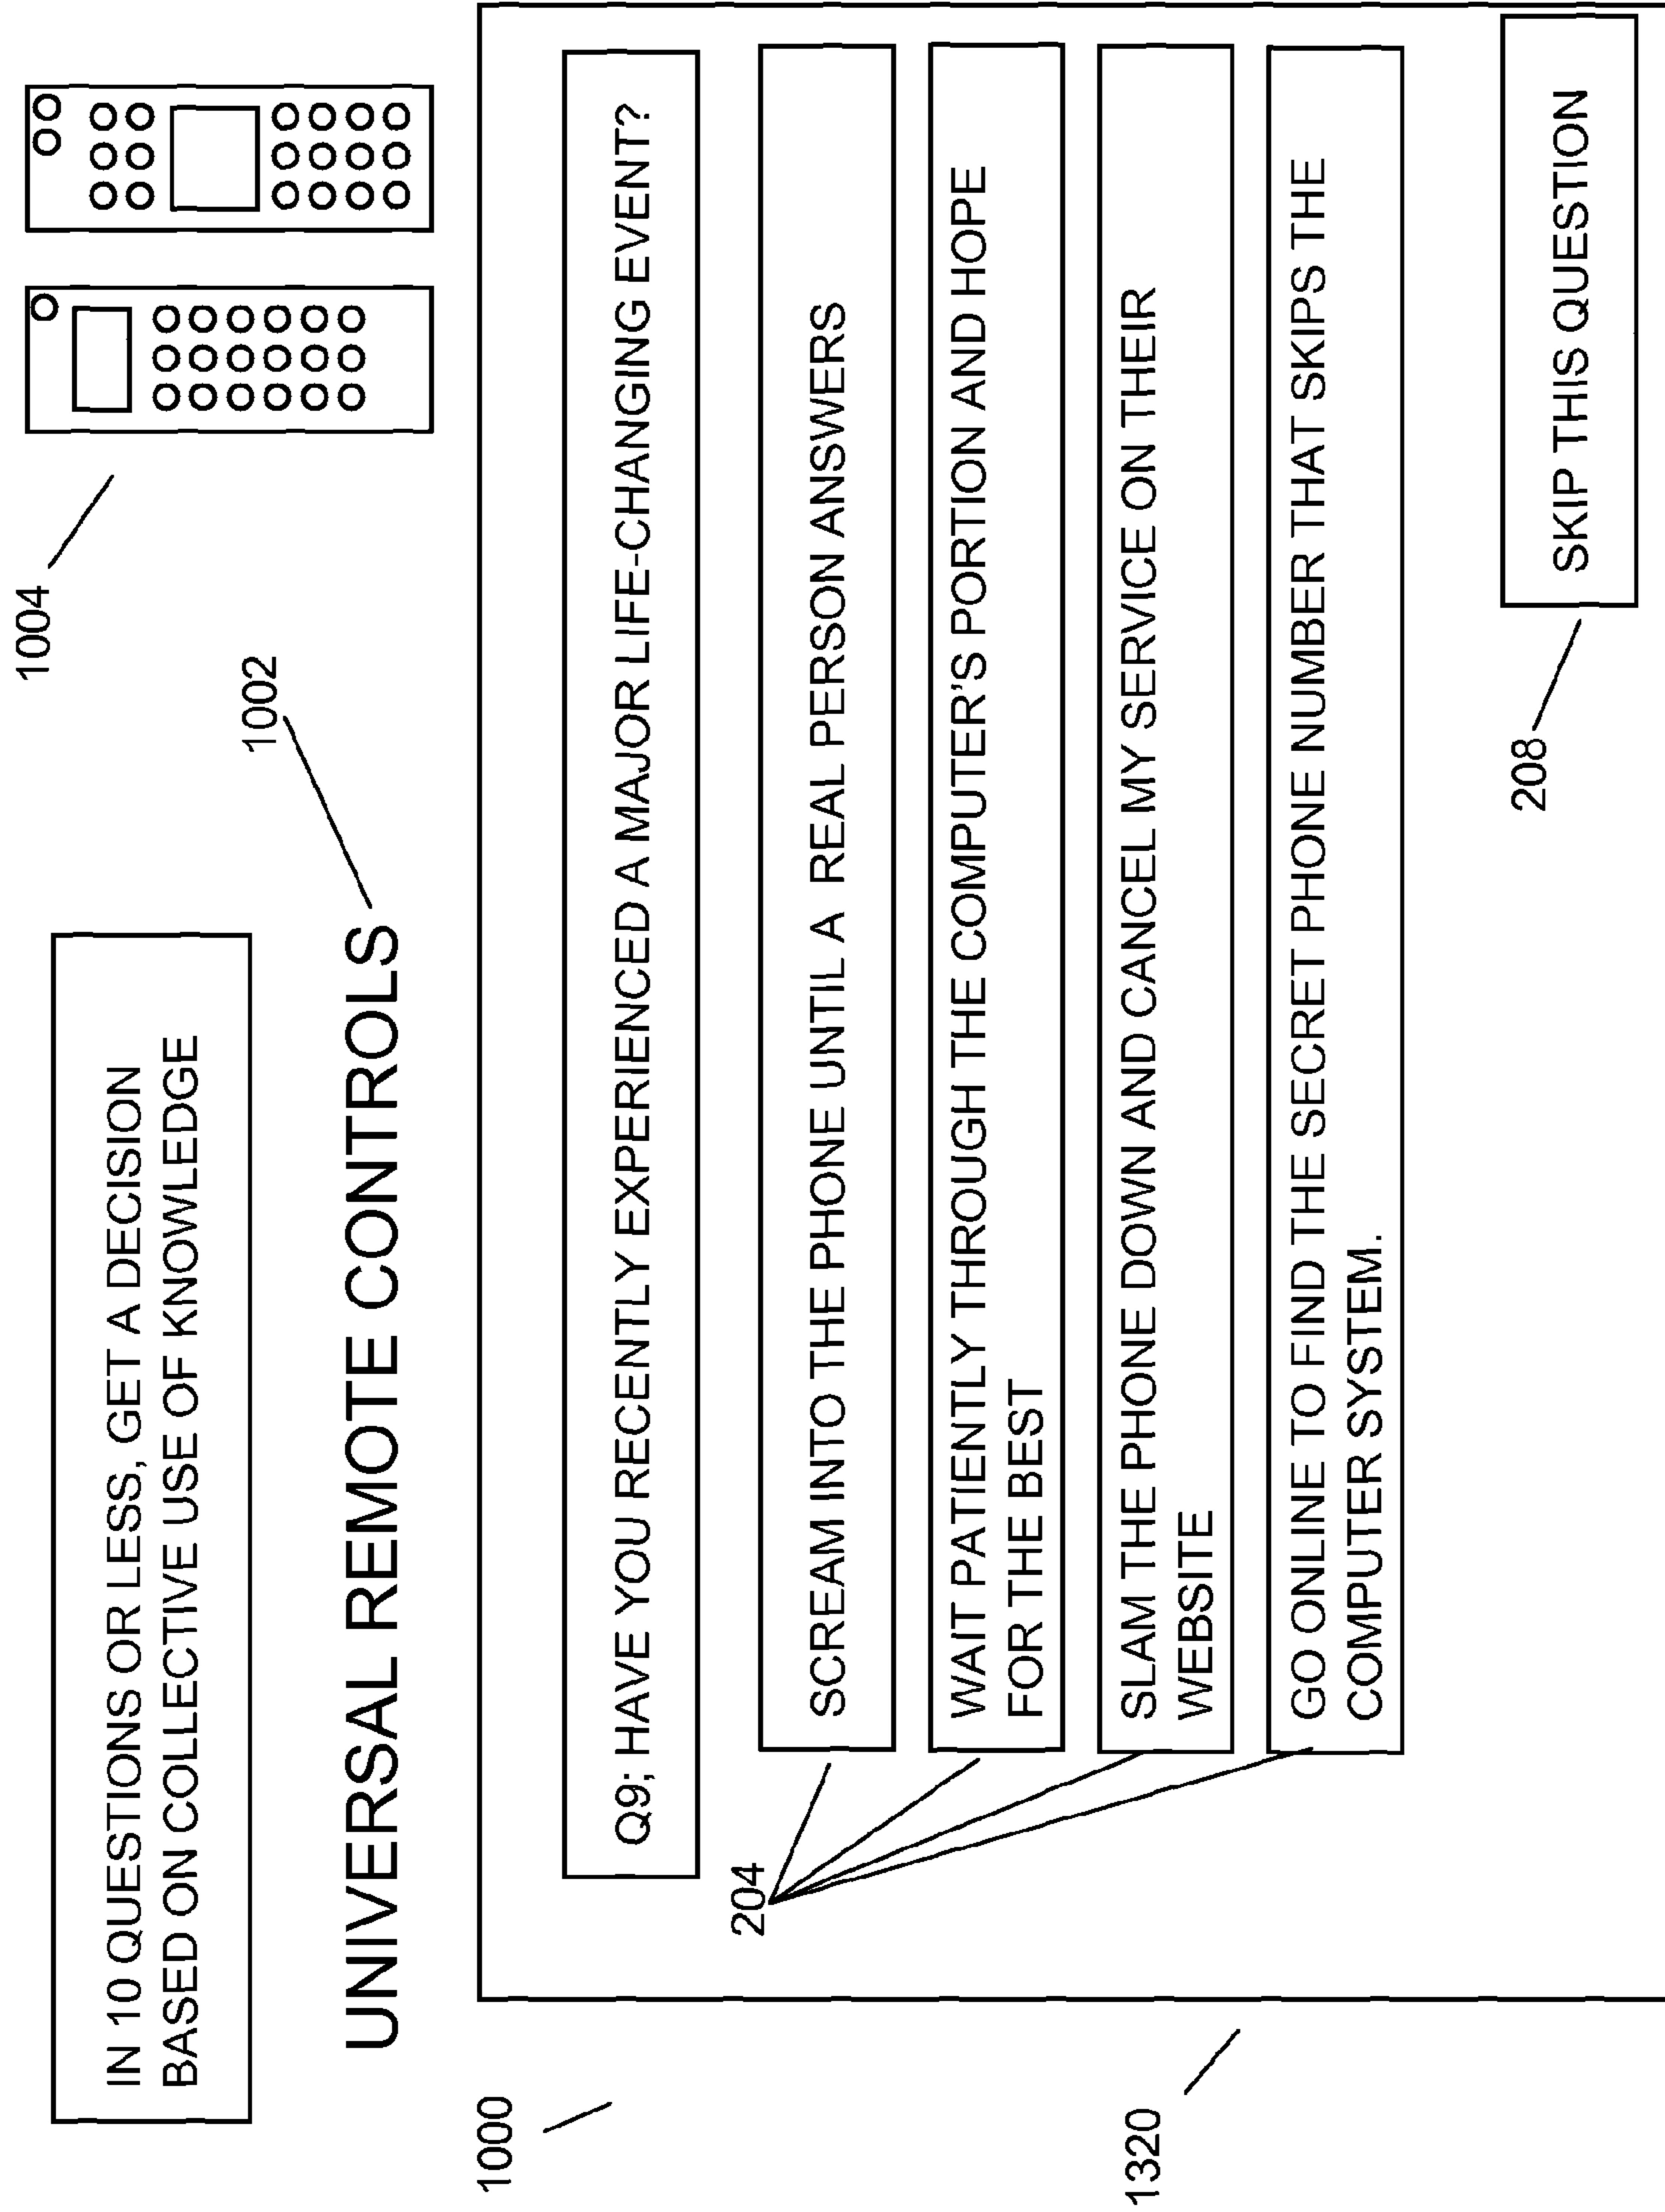 IN 10 QUESTIONS OR LESS, GET A DECISION
BASED ON COLLECTIVE USE OF KNOWLEDGE
1004
UNIVERSAL REMOTE CONTROLS
1002
1000
Q9; HAVE YOU RECENTLY EXPERIENCED A MAJOR LIFE-CHANGING EVENT?
204
SCREAM INTO THE PHONE UNTIL A REAL PERSON ANSWERS
WAIT PATIENTLY THROUGH THE COMPUTER'S PORTION AND HOPE
FOR THE BEST
SLAM THE PHONE DOWN AND CANCEL MY SERVICE ON THEIR
WEBSITE
GO ONLINE TO FIND THE SECRET PHONE NUMBER THAT SKIPS THE
COMPUTER SYSTEM.
1320
208
SKIP THIS QUESTION